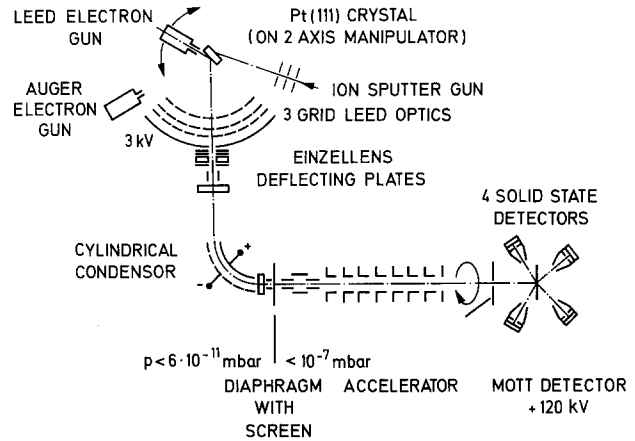 LEED ELECTRON
GUN
Pt(111) CRYSTAL
(ON 2 AXIS MANIPULATOR)
ION SPUTTER GUN
AUGER
ELECTRON
GUN
3 GRID LEED OPTICS
3 kV
EINZELLENS
DEFLECTING PLATES
4 SOLID STATE
DETECTORS
CYLINDRICAL
CONDENSOR
+
-
p < 6·10⁻¹¹ mbar
< 10⁻⁷ mbar
DIAPHRAGM
WITH
SCREEN
ACCELERATOR
MOTT DETECTOR
+120 kV